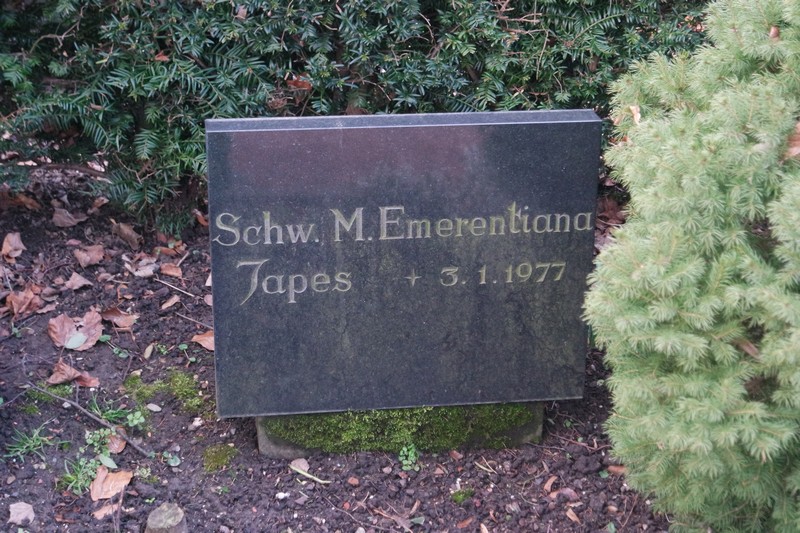 Schw. M. Emerentiana
Japes + 3. 1. 1977